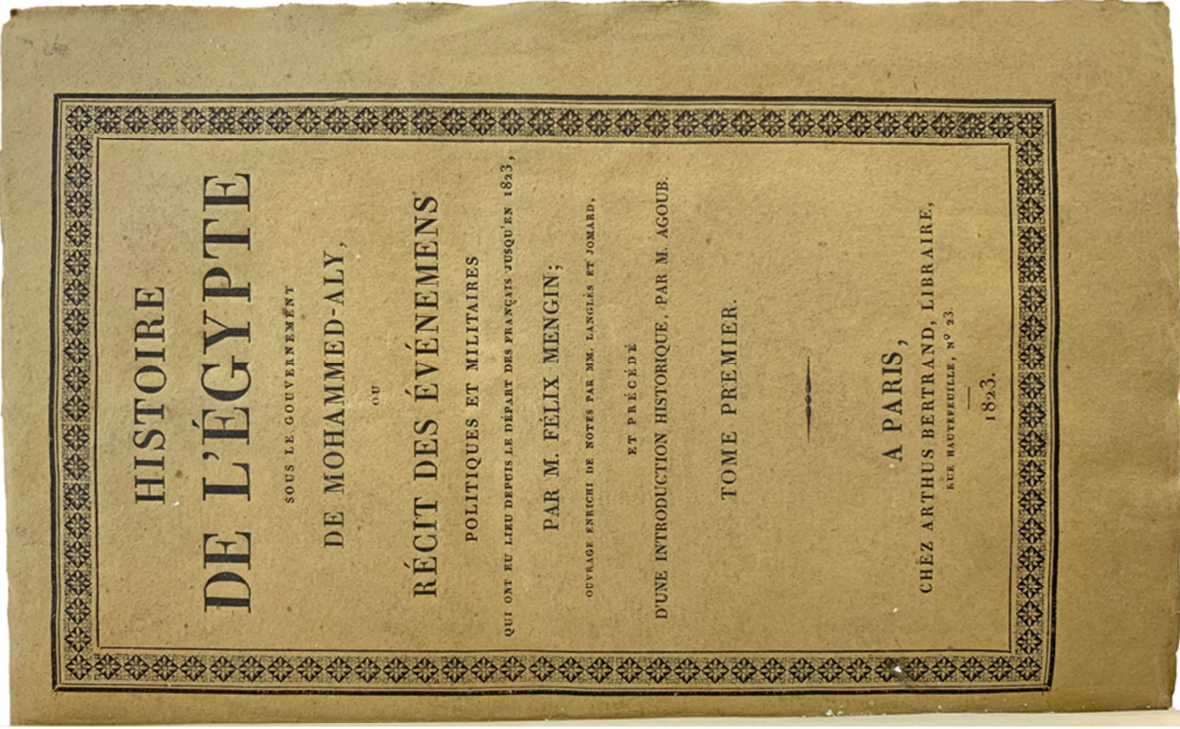 HISTOIRE
DE L'ÉGYPTE
SOUS LE GOUVERNEMENT
DE MOHAMMED-ALY,
OU
RÉCIT DES ÉVÉNEMENS
POLITIQUES ET MILITAIRES
QUI ONT EU LIEU DEPUIS LE DÉPART DES FRANÇAIS JUSQU'EN 1823,
PAR M. FÉLIX MENGIN;
OUVRAGE ENRICHI DE NOTES PAR MM. LANGLÈS ET JOMARD,
ET PRÉCÉDÉ
D'UNE INTRODUCTION HISTORIQUE, PAR M. AGOUB.
TOME PREMIER.
A PARIS,
CHEZ ARTHUS BERTRAND, LIBRAIRE,
RUE HAUTEFEUILLE, Nº 23.
1823.